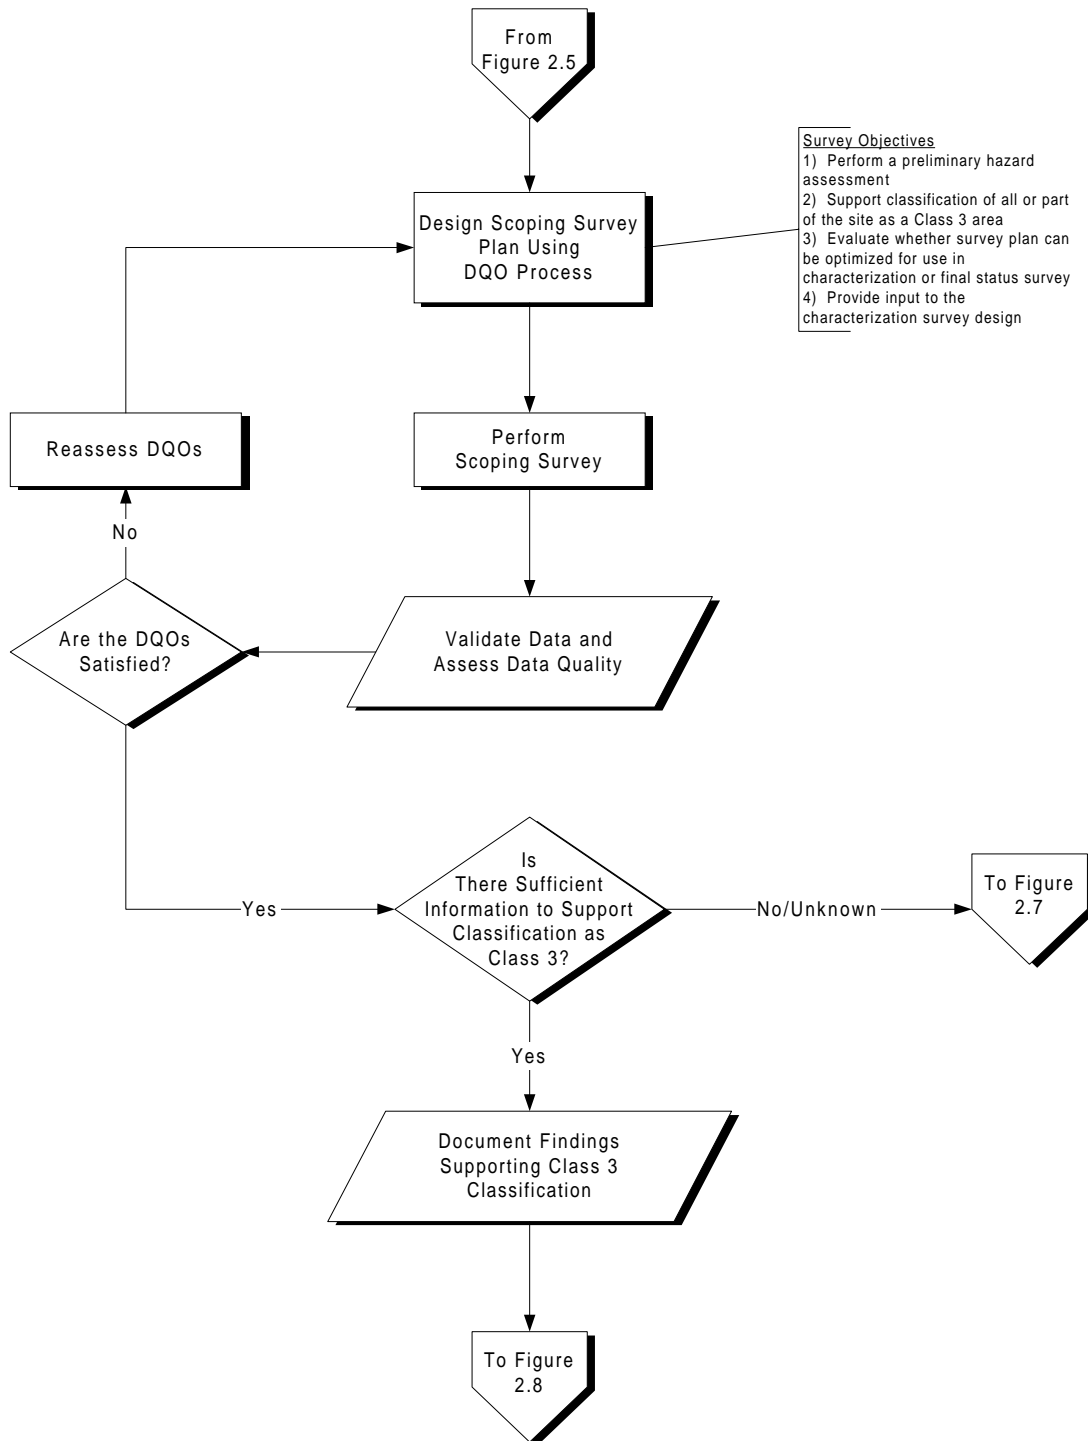 From
Figure 2.5
Survey Objectives
1) Perform a preliminary hazard
assessment
2) Support classification of all or part
of the site as a Class 3 area
3) Evaluate whether survey plan can
be optimized for use in
characterization or final status survey
4) Provide input to the
characterization survey design
Design Scoping Survey
Plan Using
DQO Process
Reassess DQOs
Perform
Scoping Survey
No
Are the DQOs
Satisfied?
Validate Data and
Assess Data Quality
Yes
Is
There Sufficient
Information to Support
Classification as
Class 3?
No/Unknown
To Figure
2.7
Yes
Document Findings
Supporting Class 3
Classification
To Figure
2.8